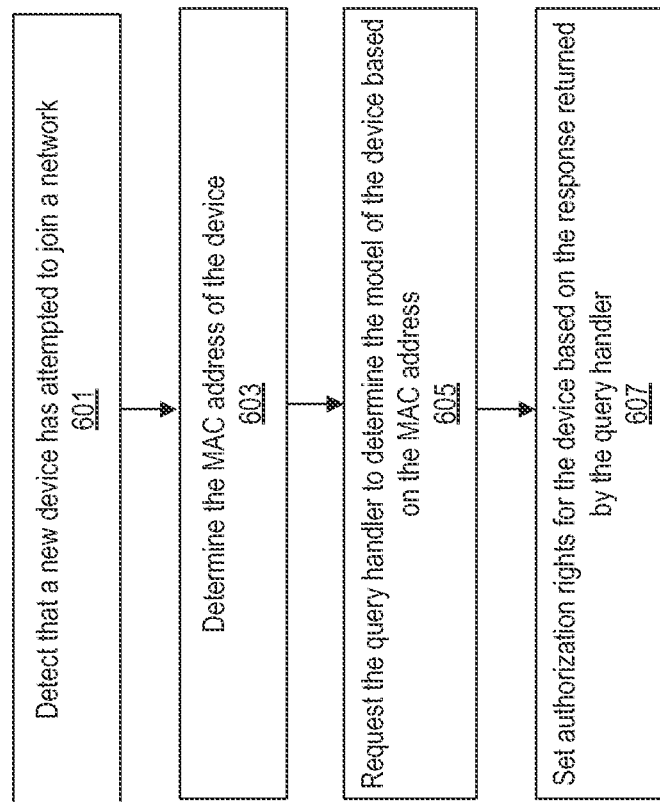 Detect that a new device has attempted to join a network
601
Determine the MAC address of the device
603
Request the query handler to determine the model of the device based
on the MAC address
605
Set authorization rights for the device based on the response returned
by the query handler
607